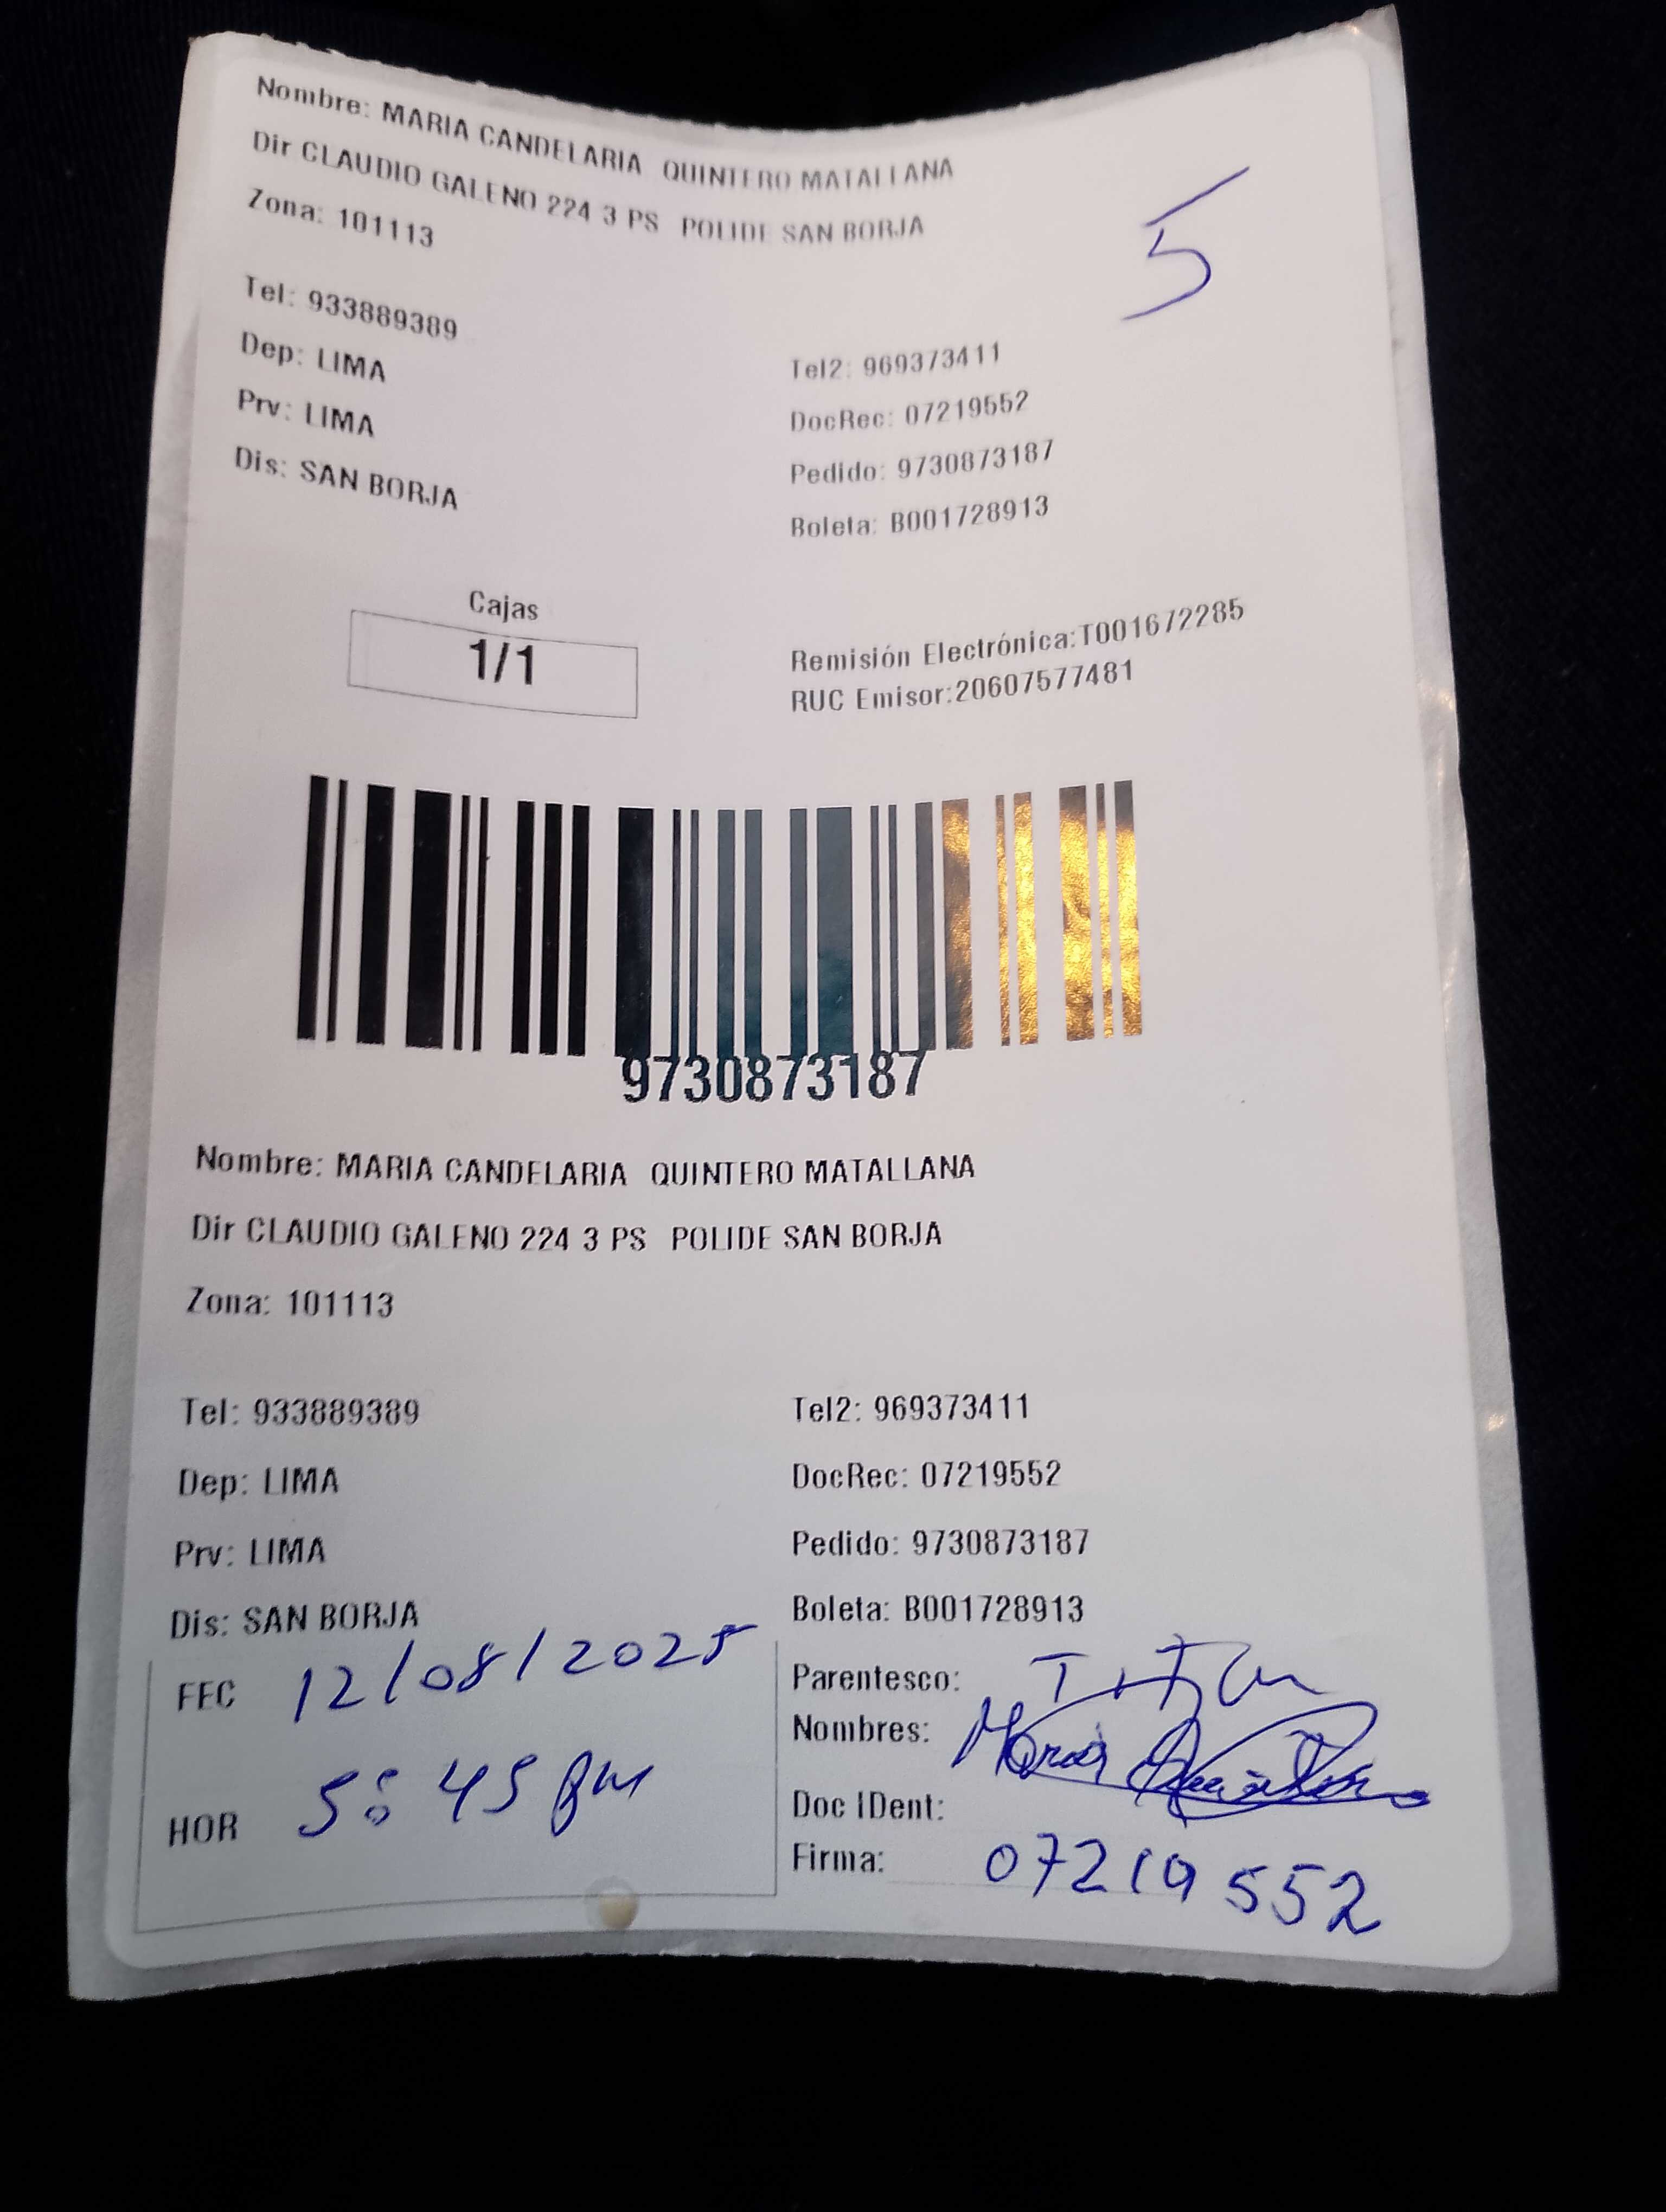 Nombre: MARIA CANDELARIA QUINTERO MATALLANA
Dir CLAUDIO GALENO 224 3 PS POLIDE SAN BORJA
Zona: 101113
5
Tel: 933889389
Tel2: 969373411
Dep: LIMA
DocRec: 07219552
Prv: LIMA
Pedido: 9730873187
Dis: SAN BORJA
Boleta: B001728913
Cajas
1/1
Remisión Electrónica:T001672285
RUC Emisor:20607577481
9730873187
Nombre: MARIA CANDELARIA QUINTERO MATALLANA
Dir CLAUDIO GALENO 224 3 PS POLIDE SAN BORJA
Zona: 101113
Tel: 933889389
Tel2: 969373411
Dep: LIMA
DocRec: 07219552
Prv: LIMA
Pedido: 9730873187
Dis: SAN BORJA
Boleta: B001728913
FEC 12/08/2025
Parentesco:
Nombres: Maria
HOR 5:45 pm
Doc IDent:
Firma: 07219552